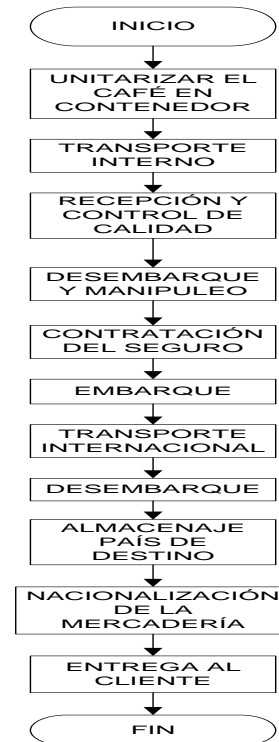 INICIO
UNITARIZAR EL
CAFÉ EN
CONTENEDOR
TRANSPORTE
INTERNO
RECEPCIÓN Y
CONTROL DE
CALIDAD
DESEMBARQUE
Y MANIPULEO
CONTRATACIÓN
DEL SEGURO
EMBARQUE
TRANSPORTE
INTERNACIONAL
DESEMBARQUE
ALMACENAJE
PAÍS DE
DESTINO
NACIONALIZACIÓN
DE LA
MERCADERÍA
ENTREGA AL
CLIENTE
FIN